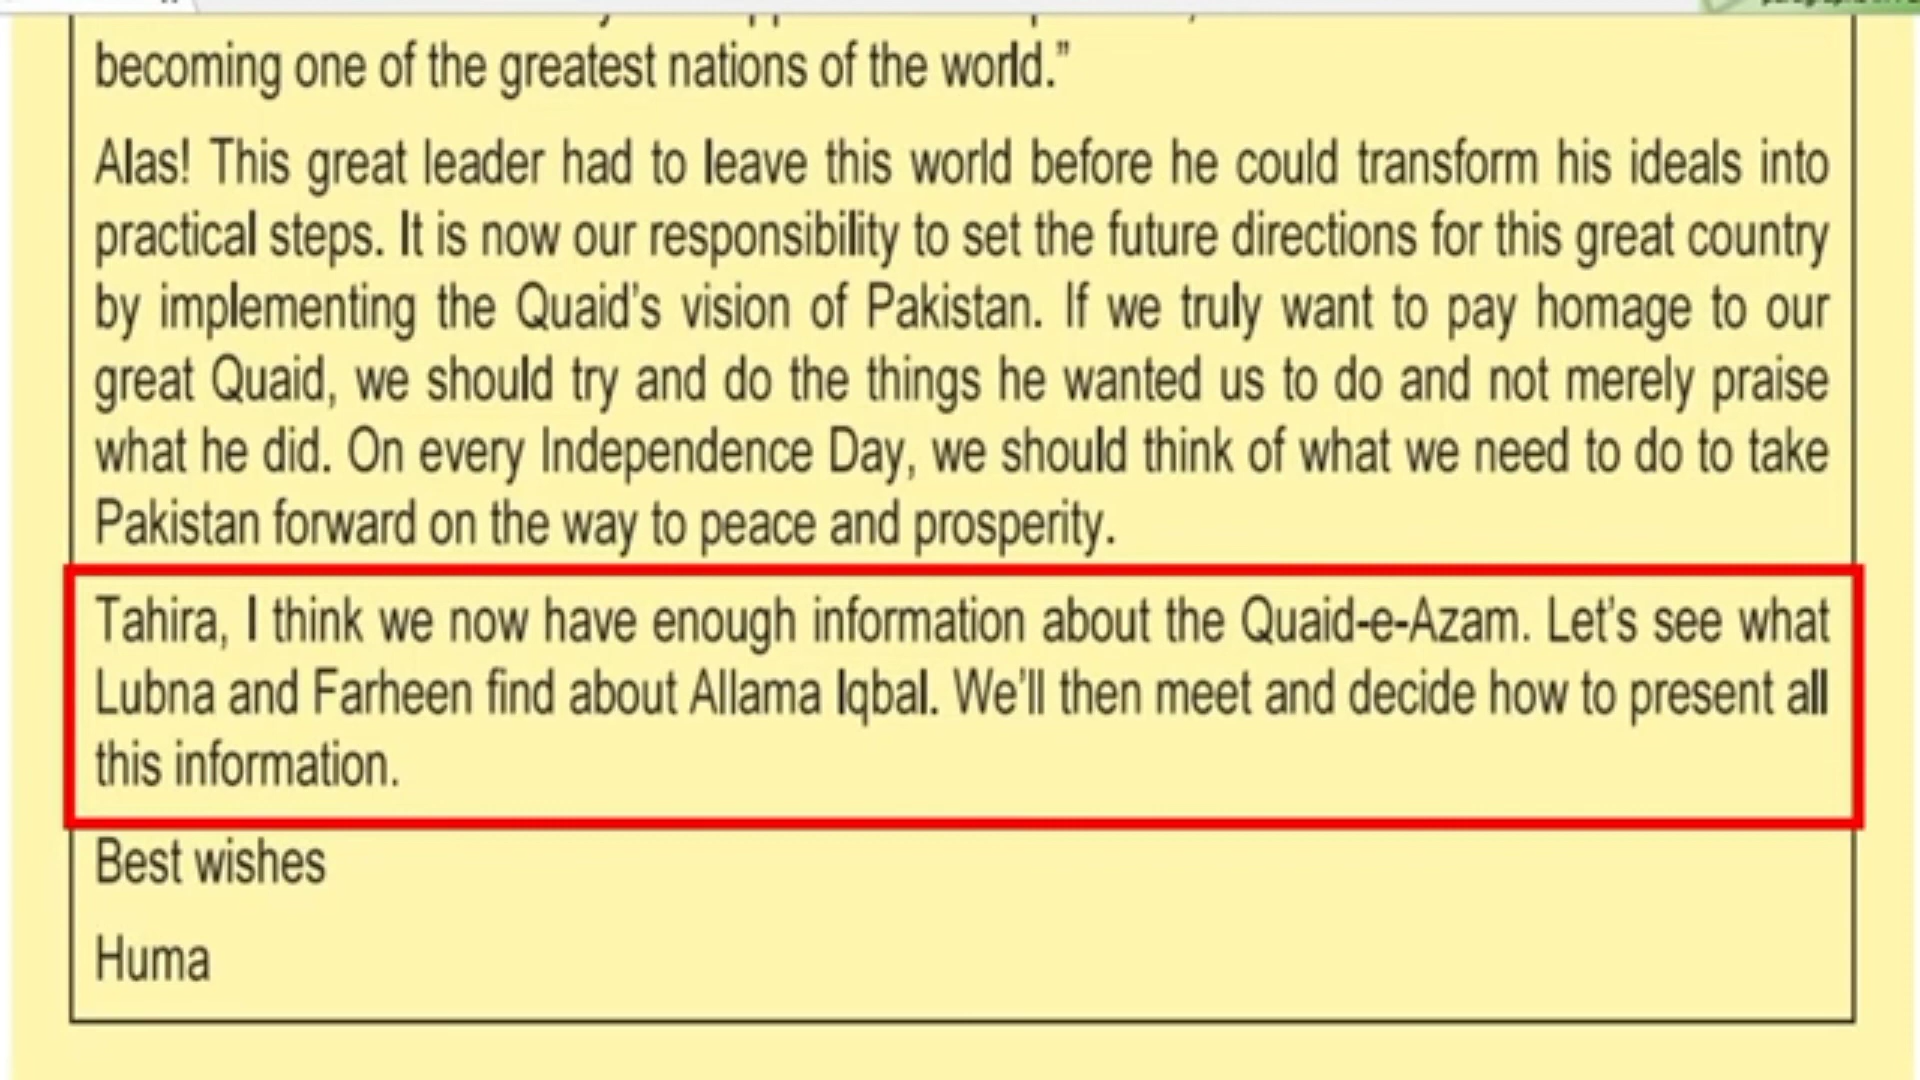 becoming one of the greatest nations of the world.”
Alas! This great leader had to leave this world before he could transform his ideals into
practical steps. It is now our responsibility to set the future directions for this great country
by implementing the Quaid’s vision of Pakistan. If we truly want to pay homage to our
great Quaid, we should try and do the things he wanted us to do and not merely praise
what he did. On every Independence Day, we should think of what we need to do to take
Pakistan forward on the way to peace and prosperity.
Tahira, I think we now have enough information about the Quaid-e-Azam. Let’s see what
Lubna and Farheen find about Allama Iqbal. We’ll then meet and decide how to present all
this information.
Best wishes
Huma